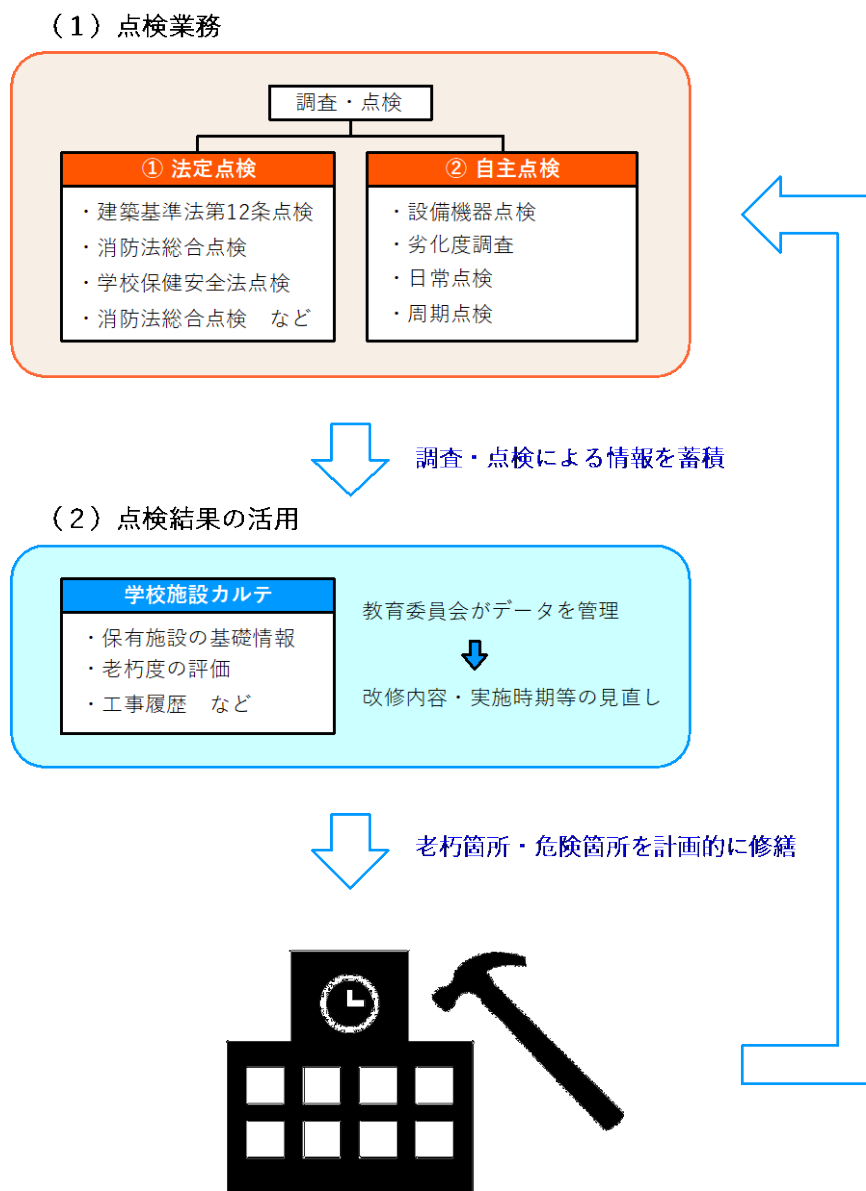 （１）点検業務
調査・点検
① 法定点検
・建築基準法第12条点検
・消防法総合点検
・学校保健安全法点検
・消防法総合点検　など
② 自主点検
・設備機器点検
・劣化度調査
・日常点検
・周期点検
調査・点検による情報を蓄積
（２）点検結果の活用
学校施設カルテ
・保有施設の基礎情報
・老朽度の評価
・工事履歴　など
教育委員会がデータを管理
改修内容・実施時期等の見直し
老朽箇所・危険箇所を計画的に修繕